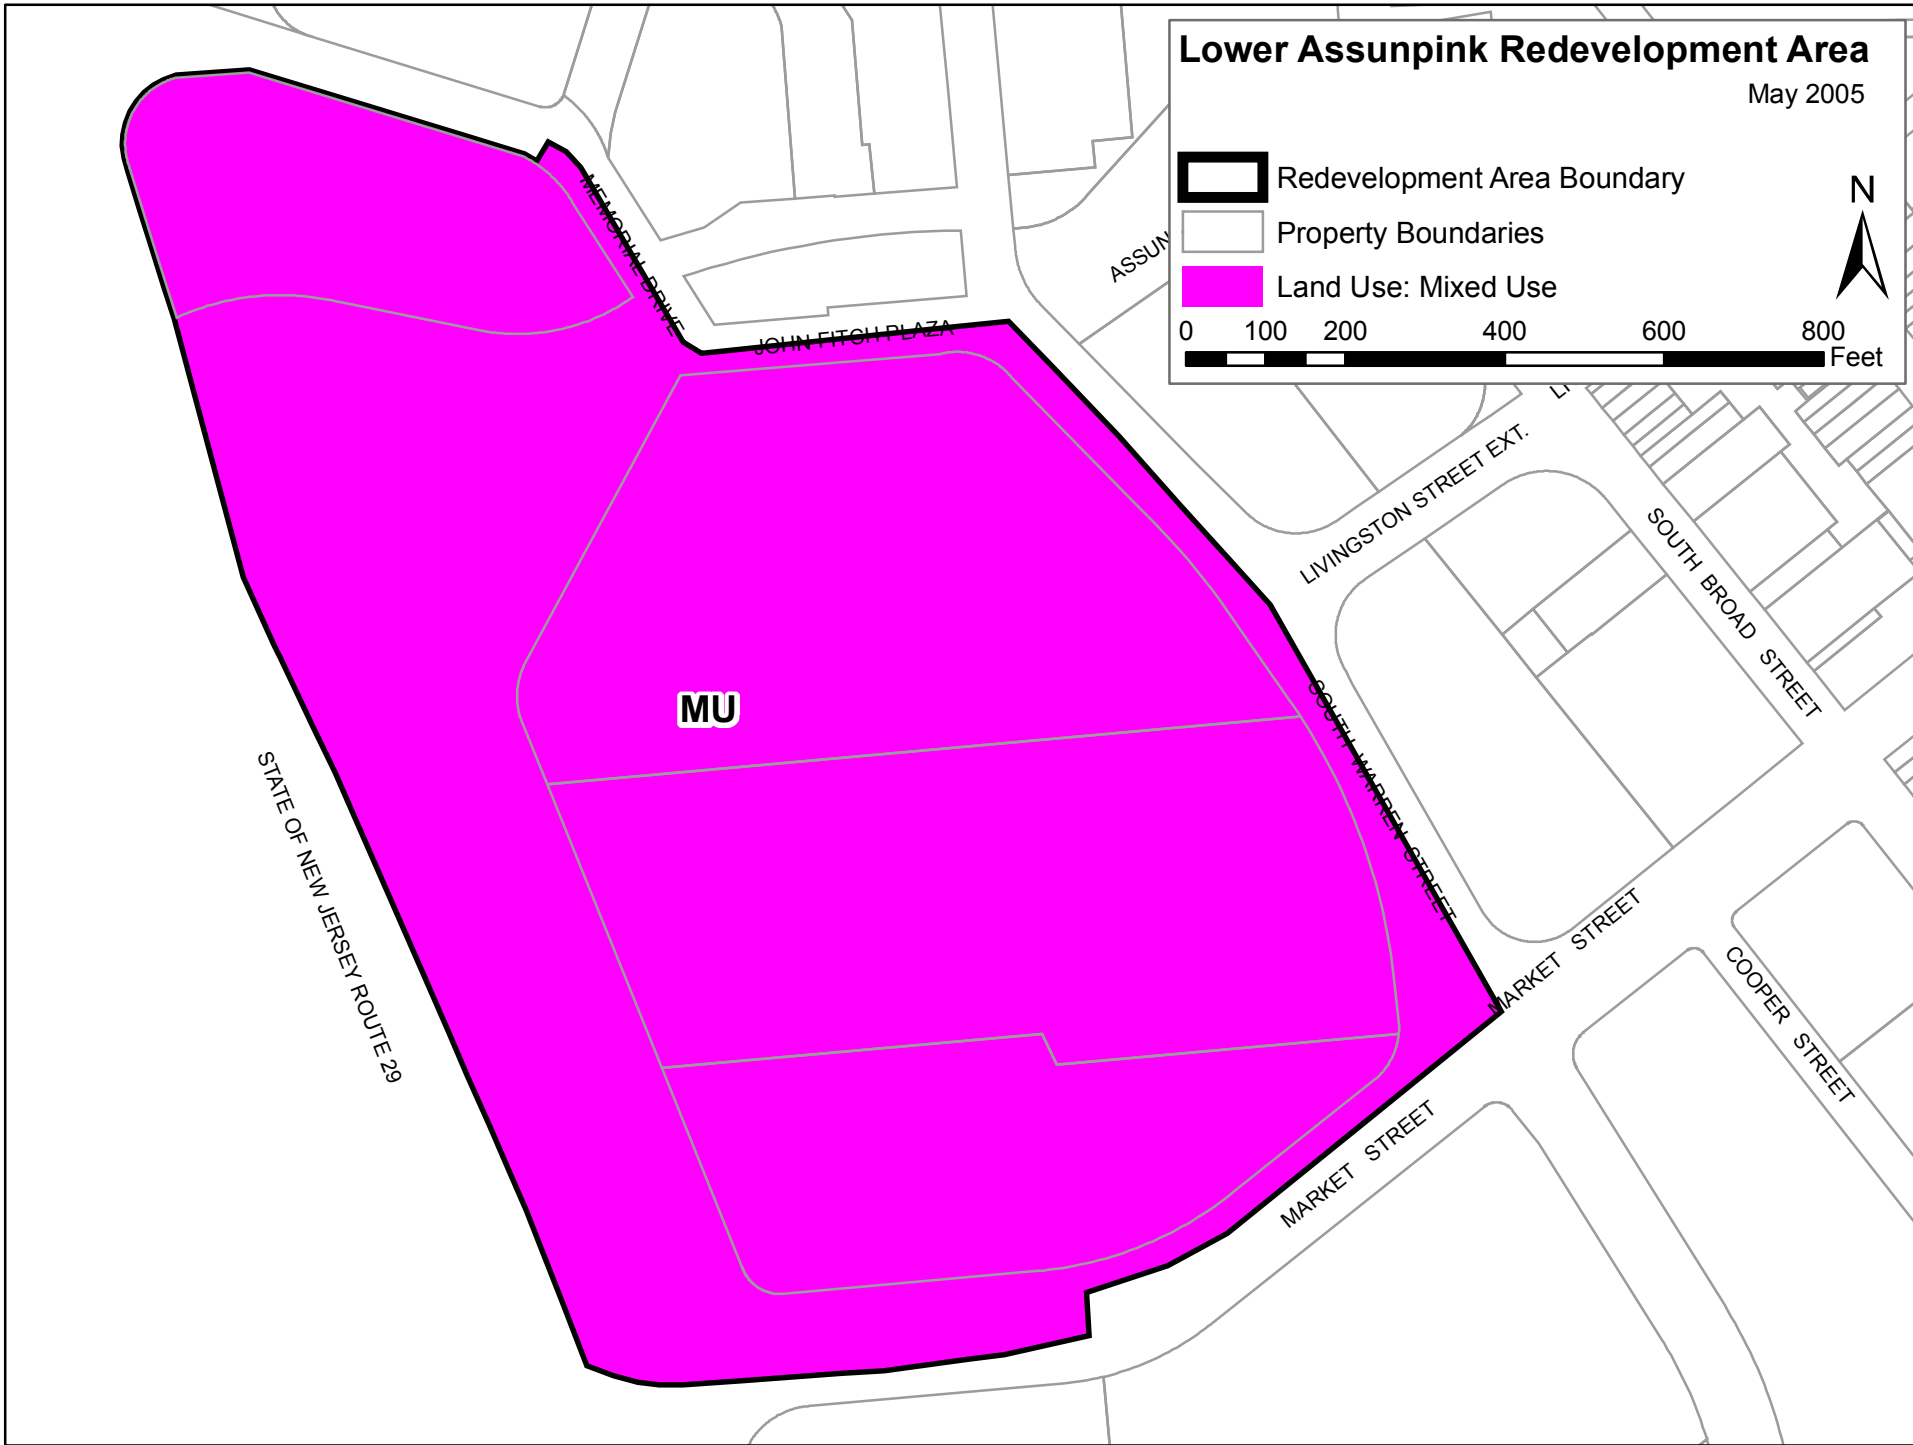 Lower Assunpink Redevelopment Area
May 2005
Redevelopment Area Boundary
N
Property Boundaries
Land Use: Mixed Use
0 100 200 400 600 800
Feet
MEMORIAL DRIVE
JOHN FITCH PLAZA
ASSUN
LIVINGSTON STREET EXT.
SOUTH BROAD STREET
MU
SOUTH WARREN STREET
STATE OF NEW JERSEY ROUTE 29
MARKET STREET
COOPER STREET
MARKET STREET